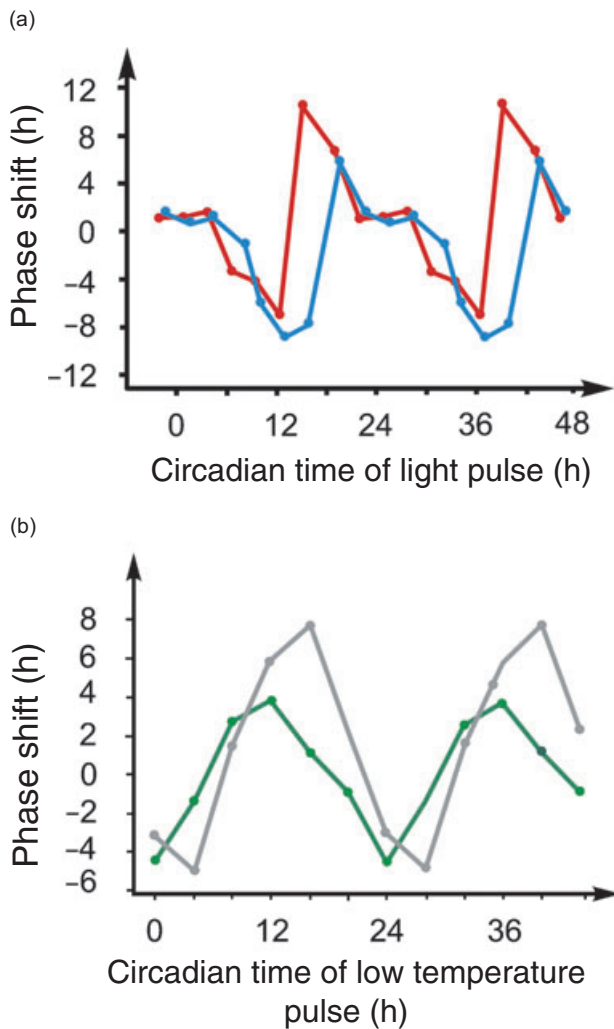 (a)
Phase shift (h)
12
8
4
0
−4
−8
−12
0 12 24 36 48
Circadian time of light pulse (h)
(b)
Phase shift (h)
8
6
4
2
0
−2
−4
−6
0 12 24 36
Circadian time of low temperature
pulse (h)